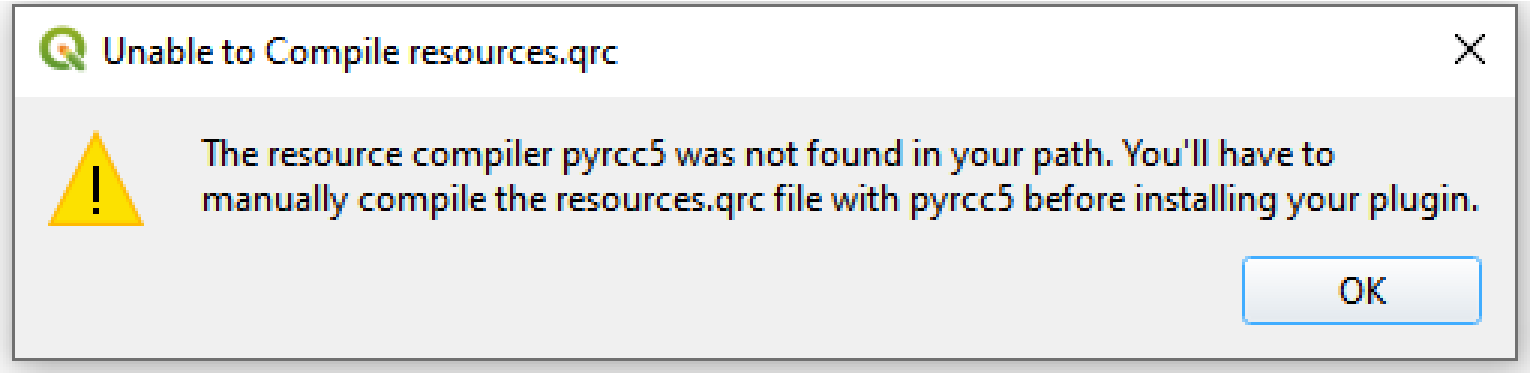 Unable to Compile resources.qrc
The resource compiler pyrcc5 was not found in your path. You'll have to
manually compile the resources.qrc file with pyrcc5 before installing your plugin.
OK